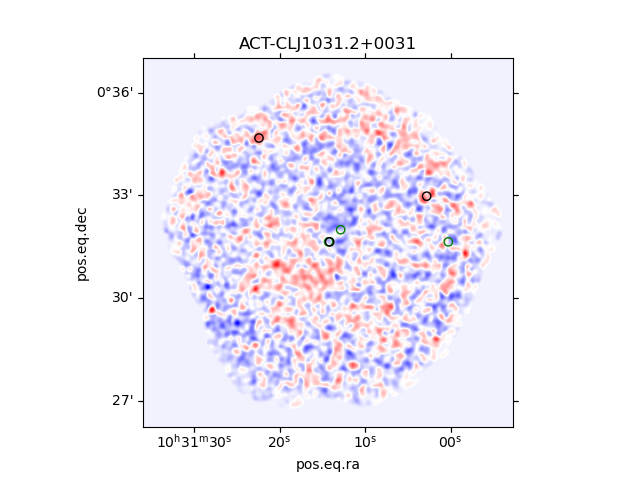 ACT-CLJ1031.2+0031
0°36'
33'
30'
27'
10ʰ31ᵐ30ˢ 20ˢ 10ˢ 00ˢ
pos.eq.ra
pos.eq.dec